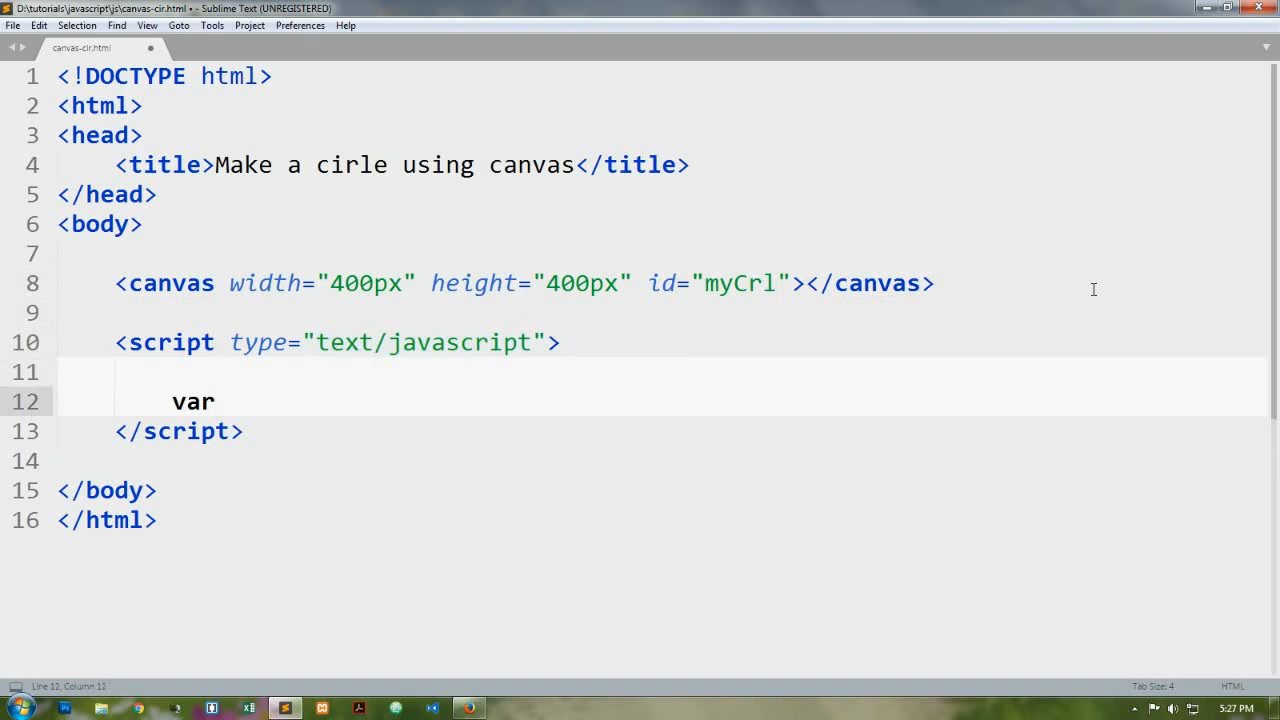 D:\tutorials\javascript\js\canvas-cir.html • - Sublime Text (UNREGISTERED)
File Edit Selection Find View Goto Tools Project Preferences Help
canvas-cir.html
1 <!DOCTYPE html>
2 <html>
3 <head>
4 <title>Make a cirle using canvas</title>
5 </head>
6 <body>
7
8 <canvas width="400px" height="400px" id="myCrl"></canvas>
9
10 <script type="text/javascript">
11
12 var
13 </script>
14
15 </body>
16 </html>
Line 12, Column 12 Tab Size: 4 HTML
5:27 PM